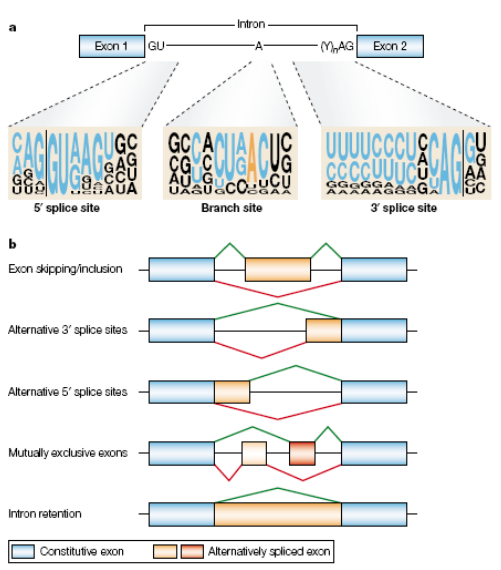 Intron
a
Exon 1 GU A (Y)nAG Exon 2
5′ splice site Branch site 3′ splice site
b
Exon skipping/inclusion
Alternative 3′ splice sites
Alternative 5′ splice sites
Mutually exclusive exons
Intron retention
Constitutive exon Alternatively spliced exon